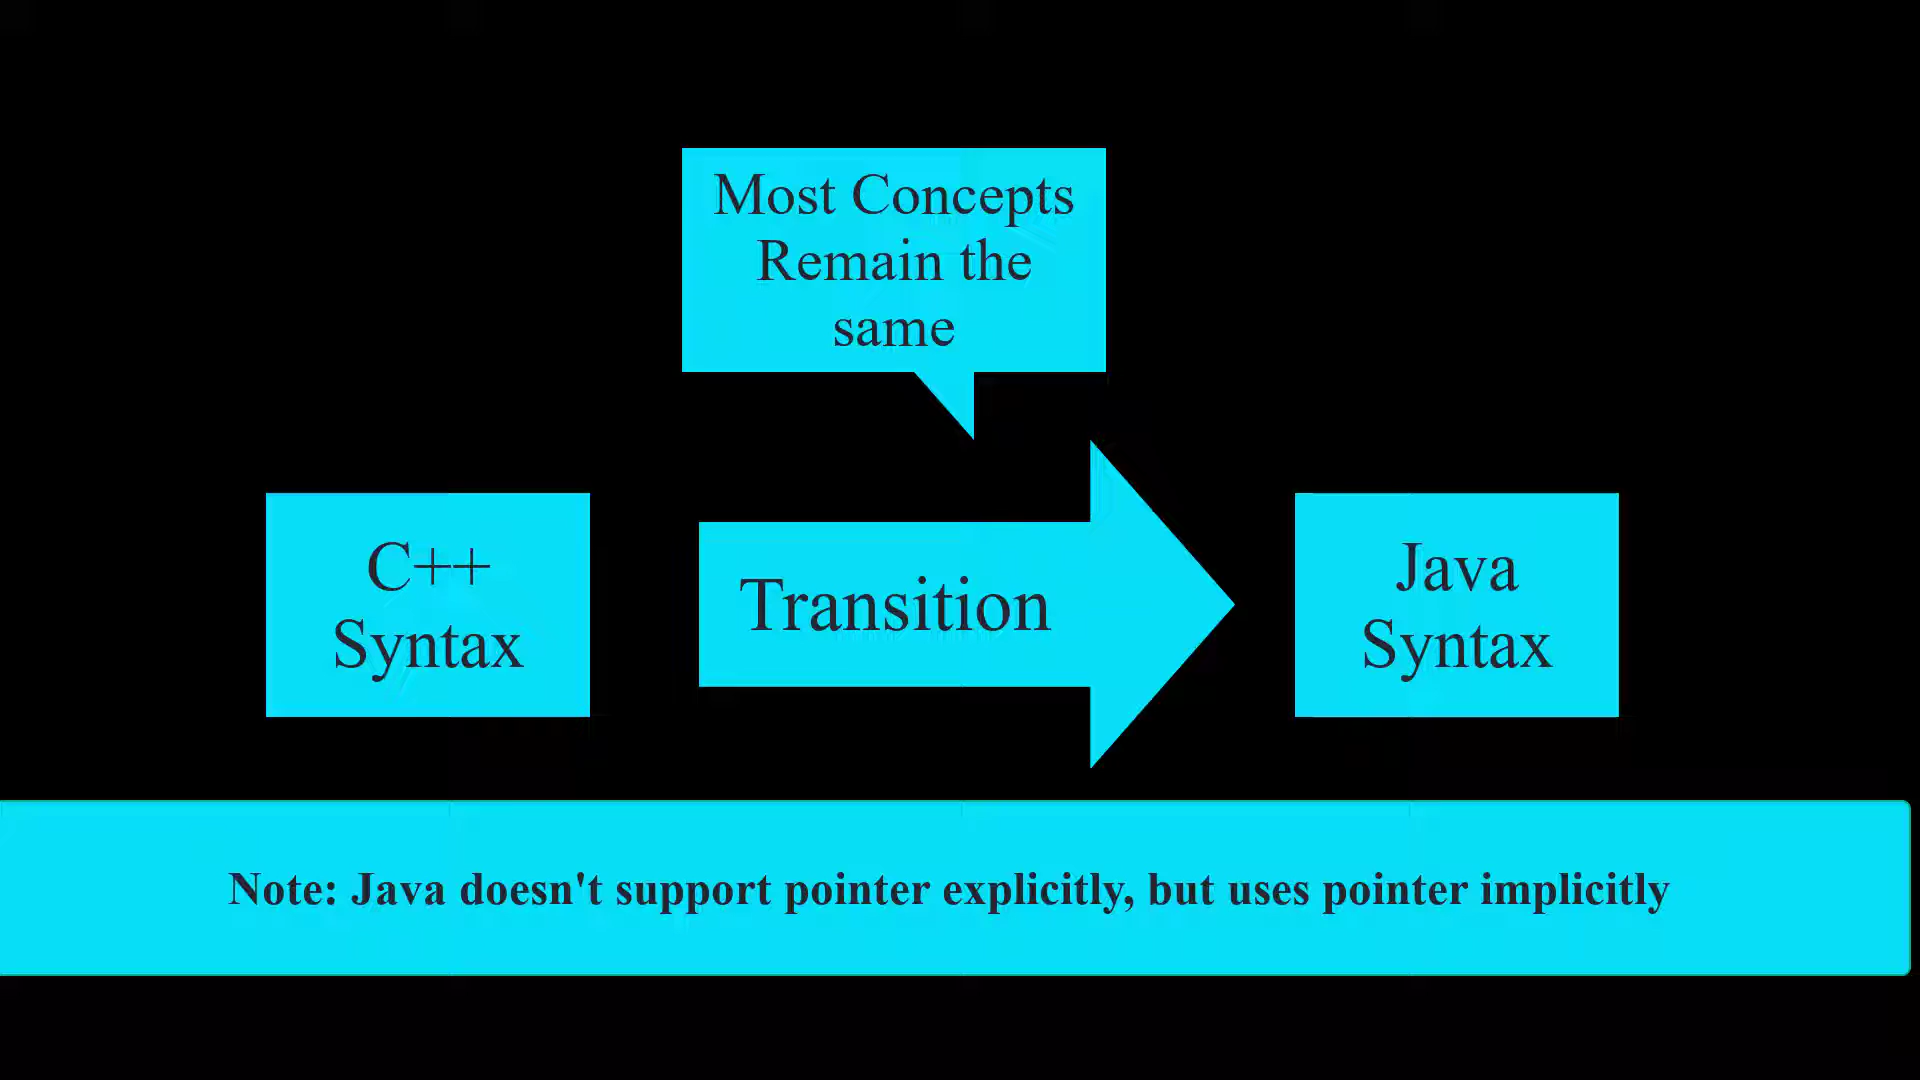 Most Concepts
Remain the
same
C++
Syntax
Transition
Java
Syntax
Note: Java doesn't support pointer explicitly, but uses pointer implicitly